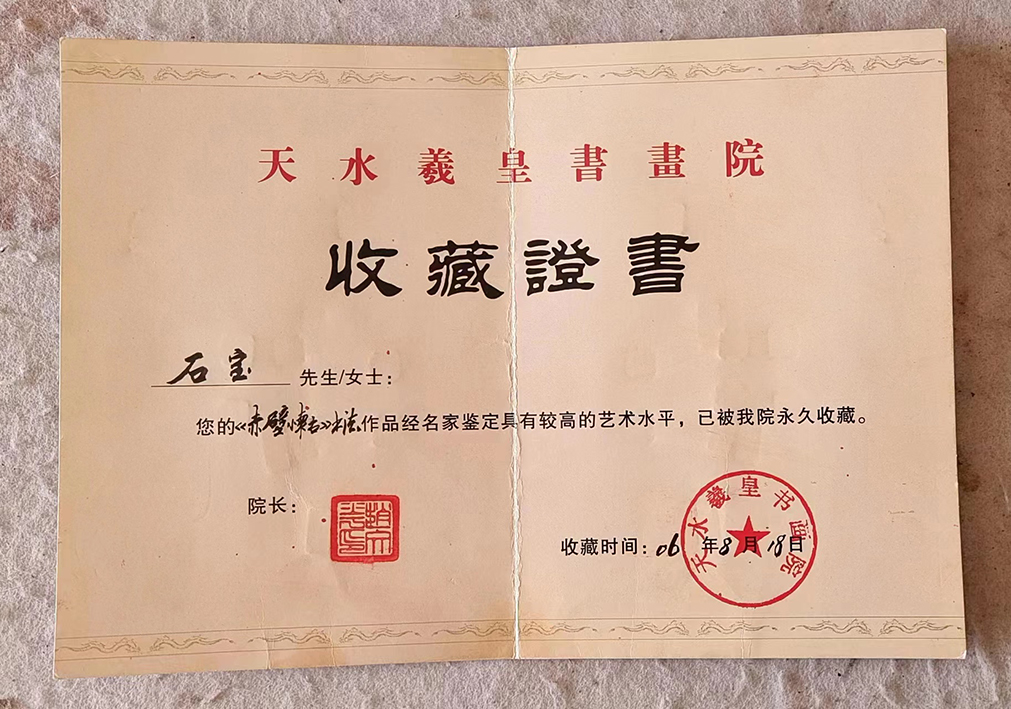 天水羲皇書畫院
收藏證書
石宝 先生/女士：
您的《赤壁怀古》书法作品经名家鉴定具有较高的艺术水平，已被我院永久收藏。
院长：
收藏时间：06年8月18日
天水羲皇书画院